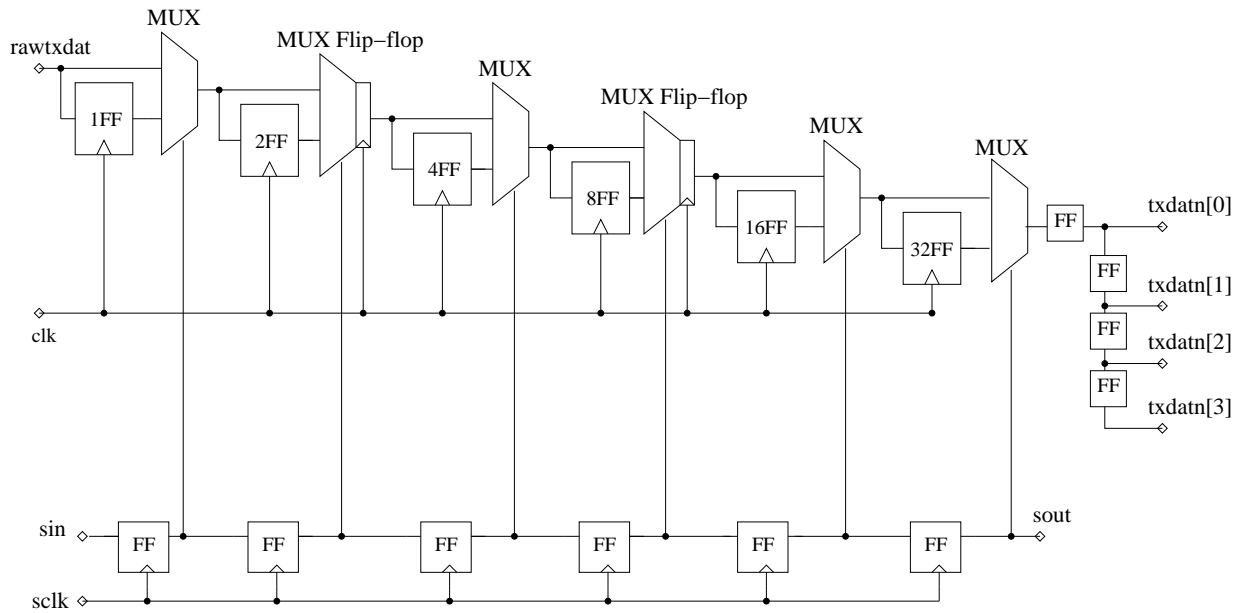 MUX
rawtxdat
MUX Flip−flop
MUX
MUX Flip−flop
MUX
MUX
1FF
2FF
4FF
8FF
16FF
32FF
FF
txdatn[0]
FF
txdatn[1]
FF
txdatn[2]
FF
txdatn[3]
clk
sin
FF
FF
FF
FF
FF
FF
sout
sclk